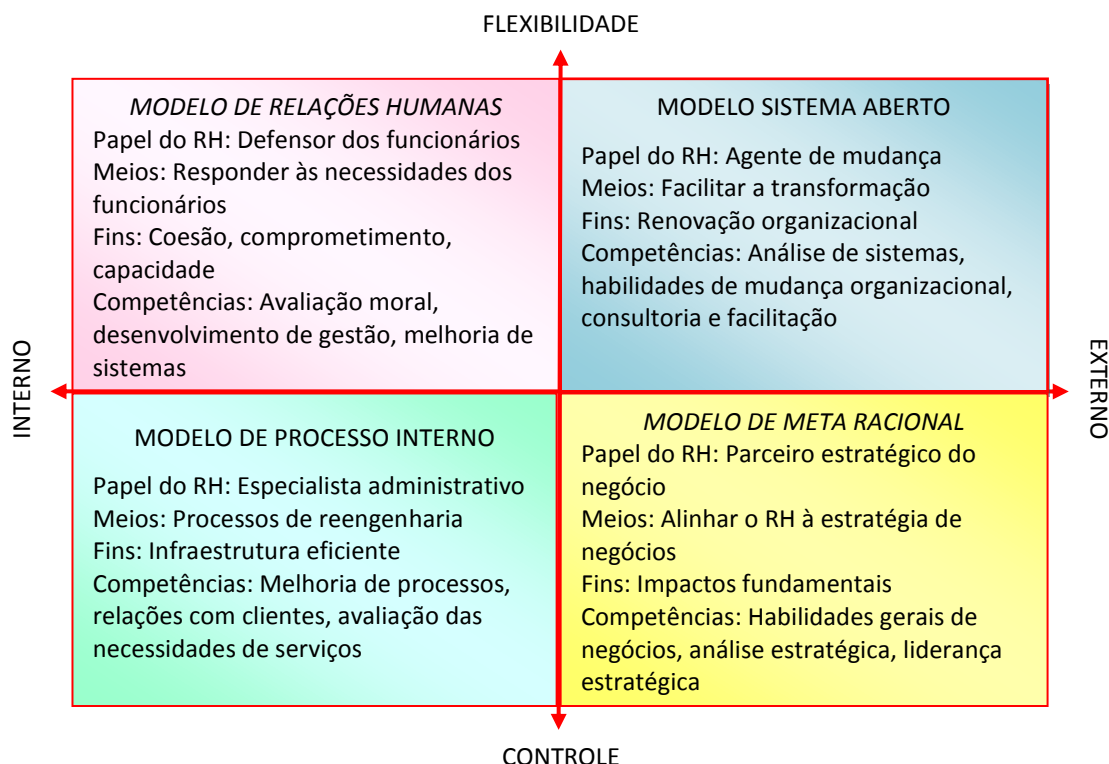 FLEXIBILIDADE
MODELO DE RELAÇÕES HUMANAS
Papel do RH: Defensor dos funcionários
Meios: Responder às necessidades dos
funcionários
Fins: Coesão, comprometimento,
capacidade
Competências: Avaliação moral,
desenvolvimento de gestão, melhoria de
sistemas
MODELO SISTEMA ABERTO
Papel do RH: Agente de mudança
Meios: Facilitar a transformação
Fins: Renovação organizacional
Competências: Análise de sistemas,
habilidades de mudança organizacional,
consultoria e facilitação
INTERNO
EXTERNO
MODELO DE PROCESSO INTERNO
Papel do RH: Especialista administrativo
Meios: Processos de reengenharia
Fins: Infraestrutura eficiente
Competências: Melhoria de processos,
relações com clientes, avaliação das
necessidades de serviços
MODELO DE META RACIONAL
Papel do RH: Parceiro estratégico do
negócio
Meios: Alinhar o RH à estratégia de
negócios
Fins: Impactos fundamentais
Competências: Habilidades gerais de
negócios, análise estratégica, liderança
estratégica
CONTROLE